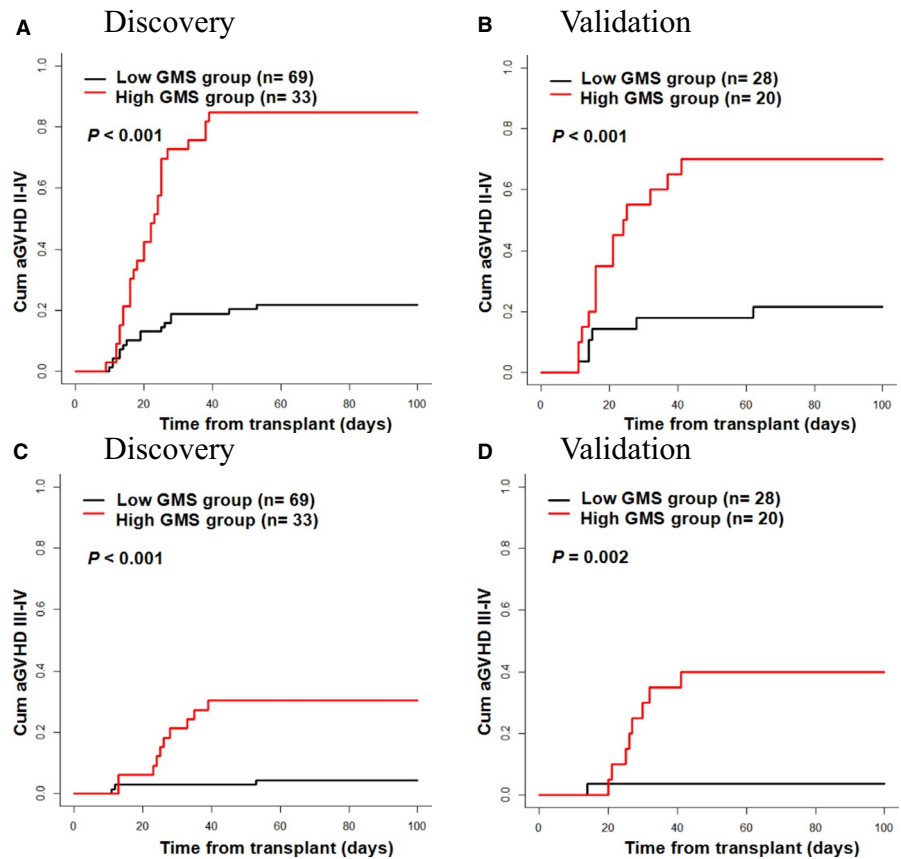 A Discovery
Low GMS group (n= 69)
High GMS group (n= 33)
P < 0.001
Cum aGVHD II-IV
0.0 0.2 0.4 0.6 0.8 1.0
0 20 40 60 80 100
Time from transplant (days)
B Validation
Low GMS group (n= 28)
High GMS group (n= 20)
P < 0.001
Cum aGVHD II-IV
0.0 0.2 0.4 0.6 0.8 1.0
0 20 40 60 80 100
Time from transplant (days)
C Discovery
Low GMS group (n= 69)
High GMS group (n= 33)
P < 0.001
Cum aGVHD III-IV
0.0 0.2 0.4 0.6 0.8 1.0
0 20 40 60 80 100
Time from transplant (days)
D Validation
Low GMS group (n= 28)
High GMS group (n= 20)
P = 0.002
Cum aGVHD III-IV
0.0 0.2 0.4 0.6 0.8 1.0
0 20 40 60 80 100
Time from transplant (days)